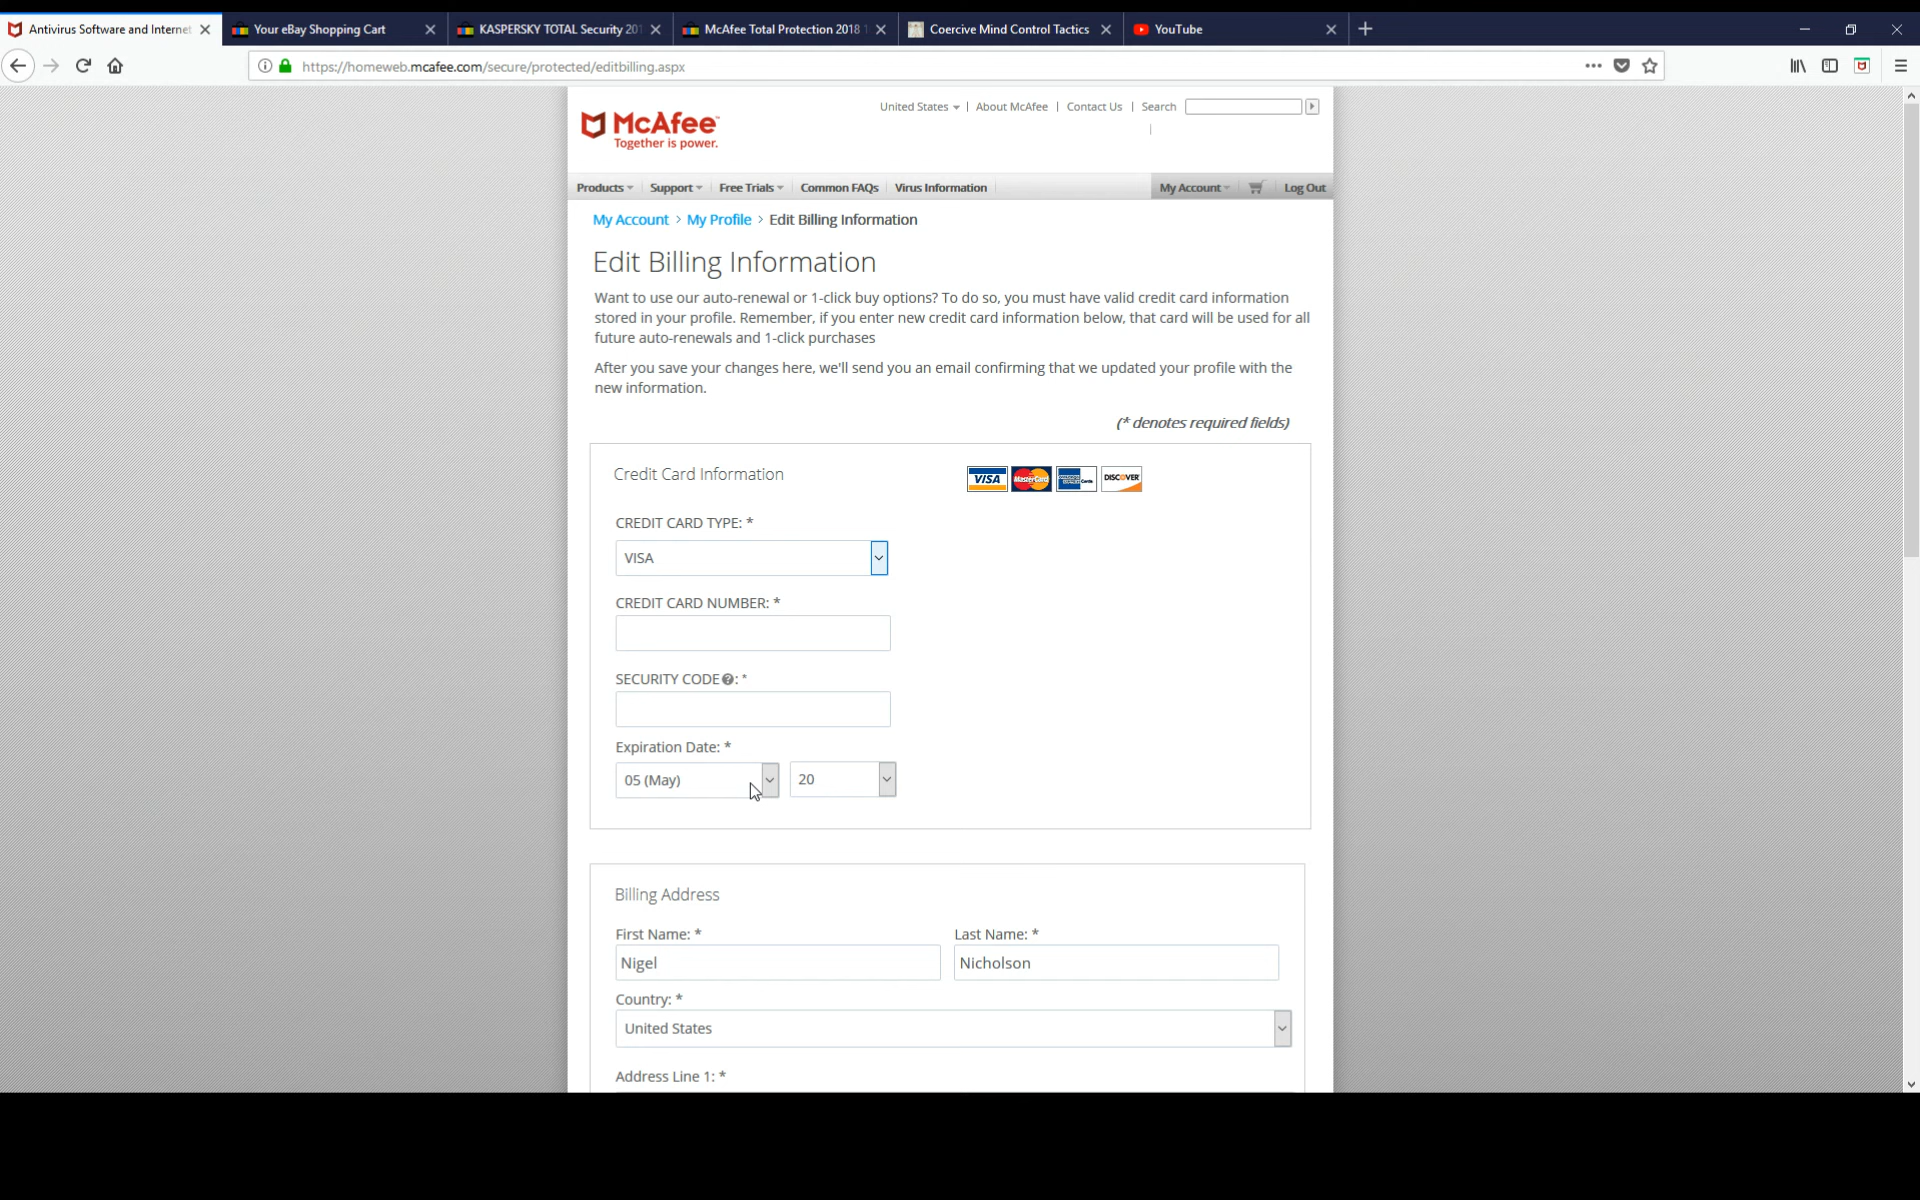 Antivirus Software and Internet
Your eBay Shopping Cart
KASPERSKY TOTAL Security 201
McAfee Total Protection 2018 1
Coercive Mind Control Tactics
YouTube
https://homeweb.mcafee.com/secure/protected/editbilling.aspx
United States | About McAfee | Contact Us | Search
McAfee™
Together is power.
Products Support Free Trials Common FAQs Virus Information My Account Log Out
My Account > My Profile > Edit Billing Information
Edit Billing Information
Want to use our auto-renewal or 1-click buy options? To do so, you must have valid credit card information
stored in your profile. Remember, if you enter new credit card information below, that card will be used for all
future auto-renewals and 1-click purchases
After you save your changes here, we'll send you an email confirming that we updated your profile with the
new information.
(* denotes required fields)
Credit Card Information
VISA MasterCard Cards DISCOVER
CREDIT CARD TYPE: *
VISA
CREDIT CARD NUMBER: *
SECURITY CODE?: *
Expiration Date: *
05 (May) 20
Billing Address
First Name: * Last Name: *
Nigel Nicholson
Country: *
United States
Address Line 1: *